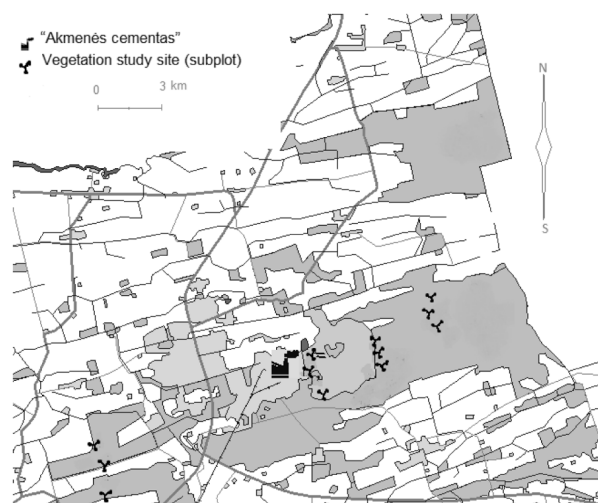 "Akmenės cementas"
Vegetation study site (subplot)
0 3 km
N
S